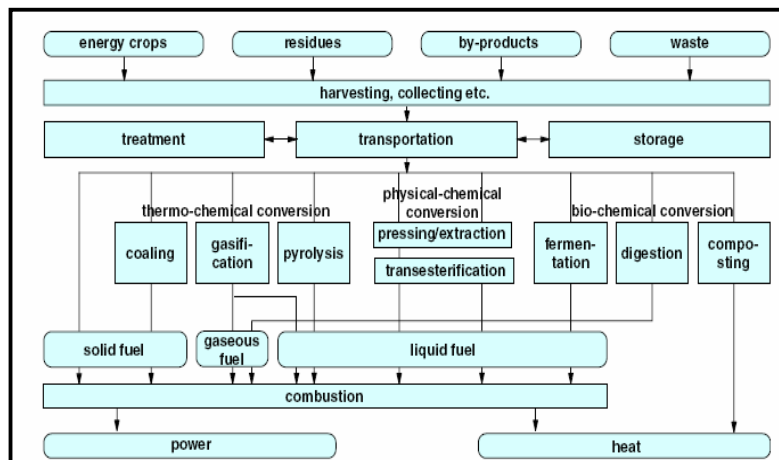 energy crops
residues
by-products
waste
harvesting, collecting etc.
treatment
transportation
storage
thermo-chemical conversion
physical-chemical
conversion
bio-chemical conversion
coaling
gasifi-
cation
pyrolysis
pressing/extraction
transesterification
fermen-
tation
digestion
compo-
sting
solid fuel
gaseous
fuel
liquid fuel
combustion
power
heat